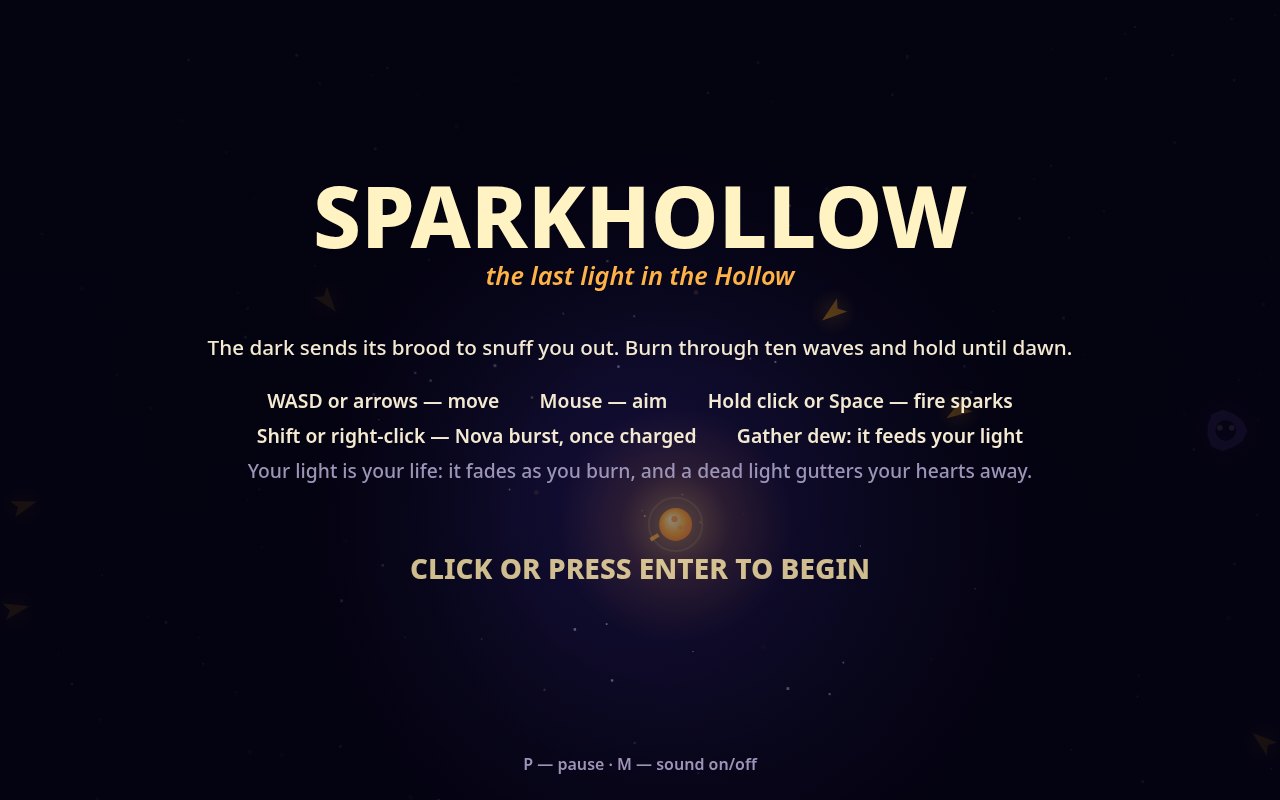 SPARKHOLLOW
the last light in the Hollow
The dark sends its brood to snuff you out. Burn through ten waves and hold until dawn.
WASD or arrows — move Mouse — aim Hold click or Space — fire sparks
Shift or right-click — Nova burst, once charged Gather dew: it feeds your light
Your light is your life: it fades as you burn, and a dead light gutters your hearts away.
CLICK OR PRESS ENTER TO BEGIN
P — pause · M — sound on/off